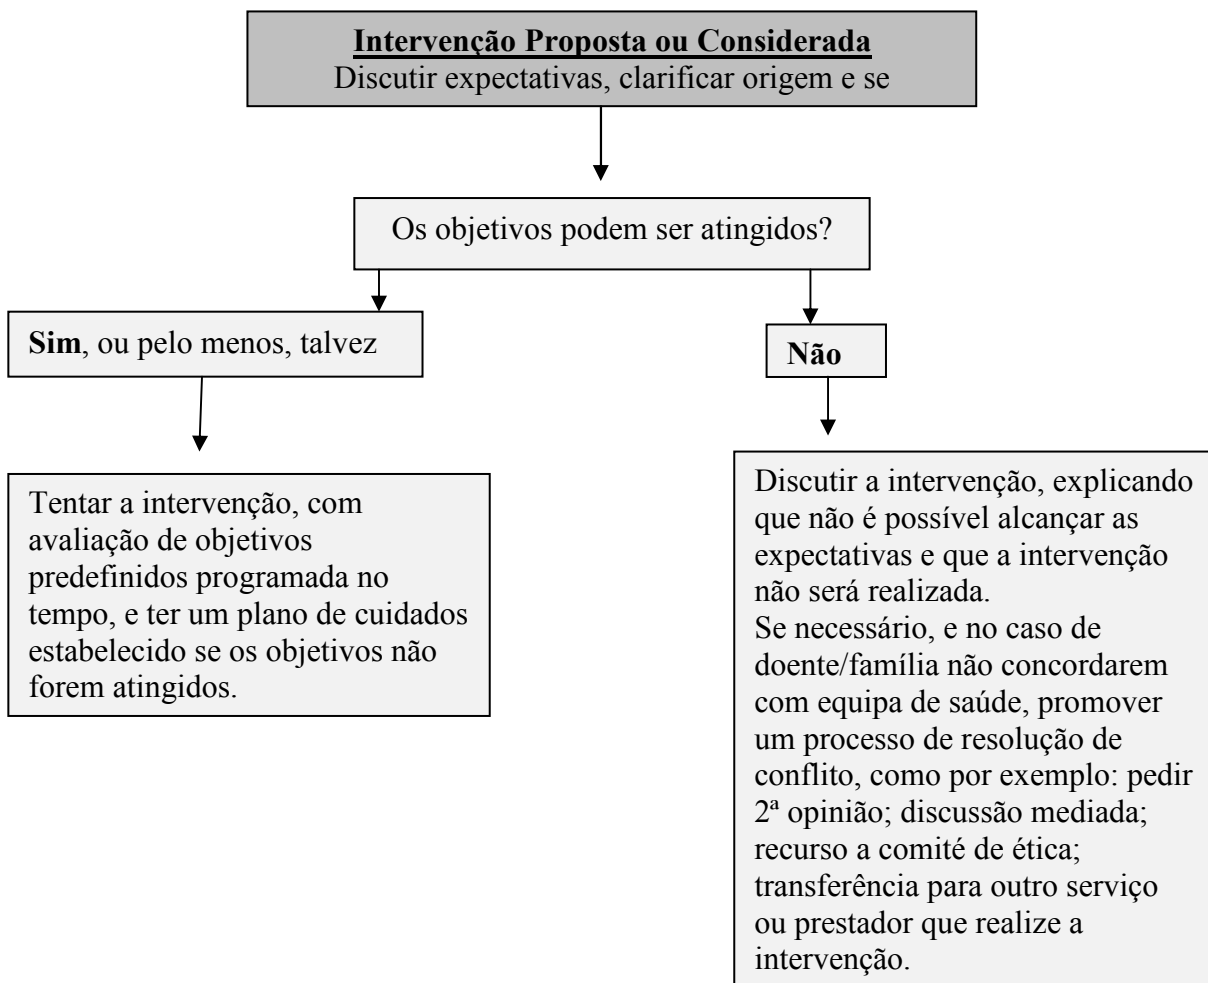 Intervenção Proposta ou Considerada
Discutir expectativas, clarificar origem e se
Os objetivos podem ser atingidos?
Sim, ou pelo menos, talvez
Não
Tentar a intervenção, com
avaliação de objetivos
predefinidos programada no
tempo, e ter um plano de cuidados
estabelecido se os objetivos não
forem atingidos.
Discutir a intervenção, explicando
que não é possível alcançar as
expectativas e que a intervenção
não será realizada.
Se necessário, e no caso de
doente/família não concordarem
com equipa de saúde, promover
um processo de resolução de
conflito, como por exemplo: pedir
2ª opinião; discussão mediada;
recurso a comité de ética;
transferência para outro serviço
ou prestador que realize a
intervenção.